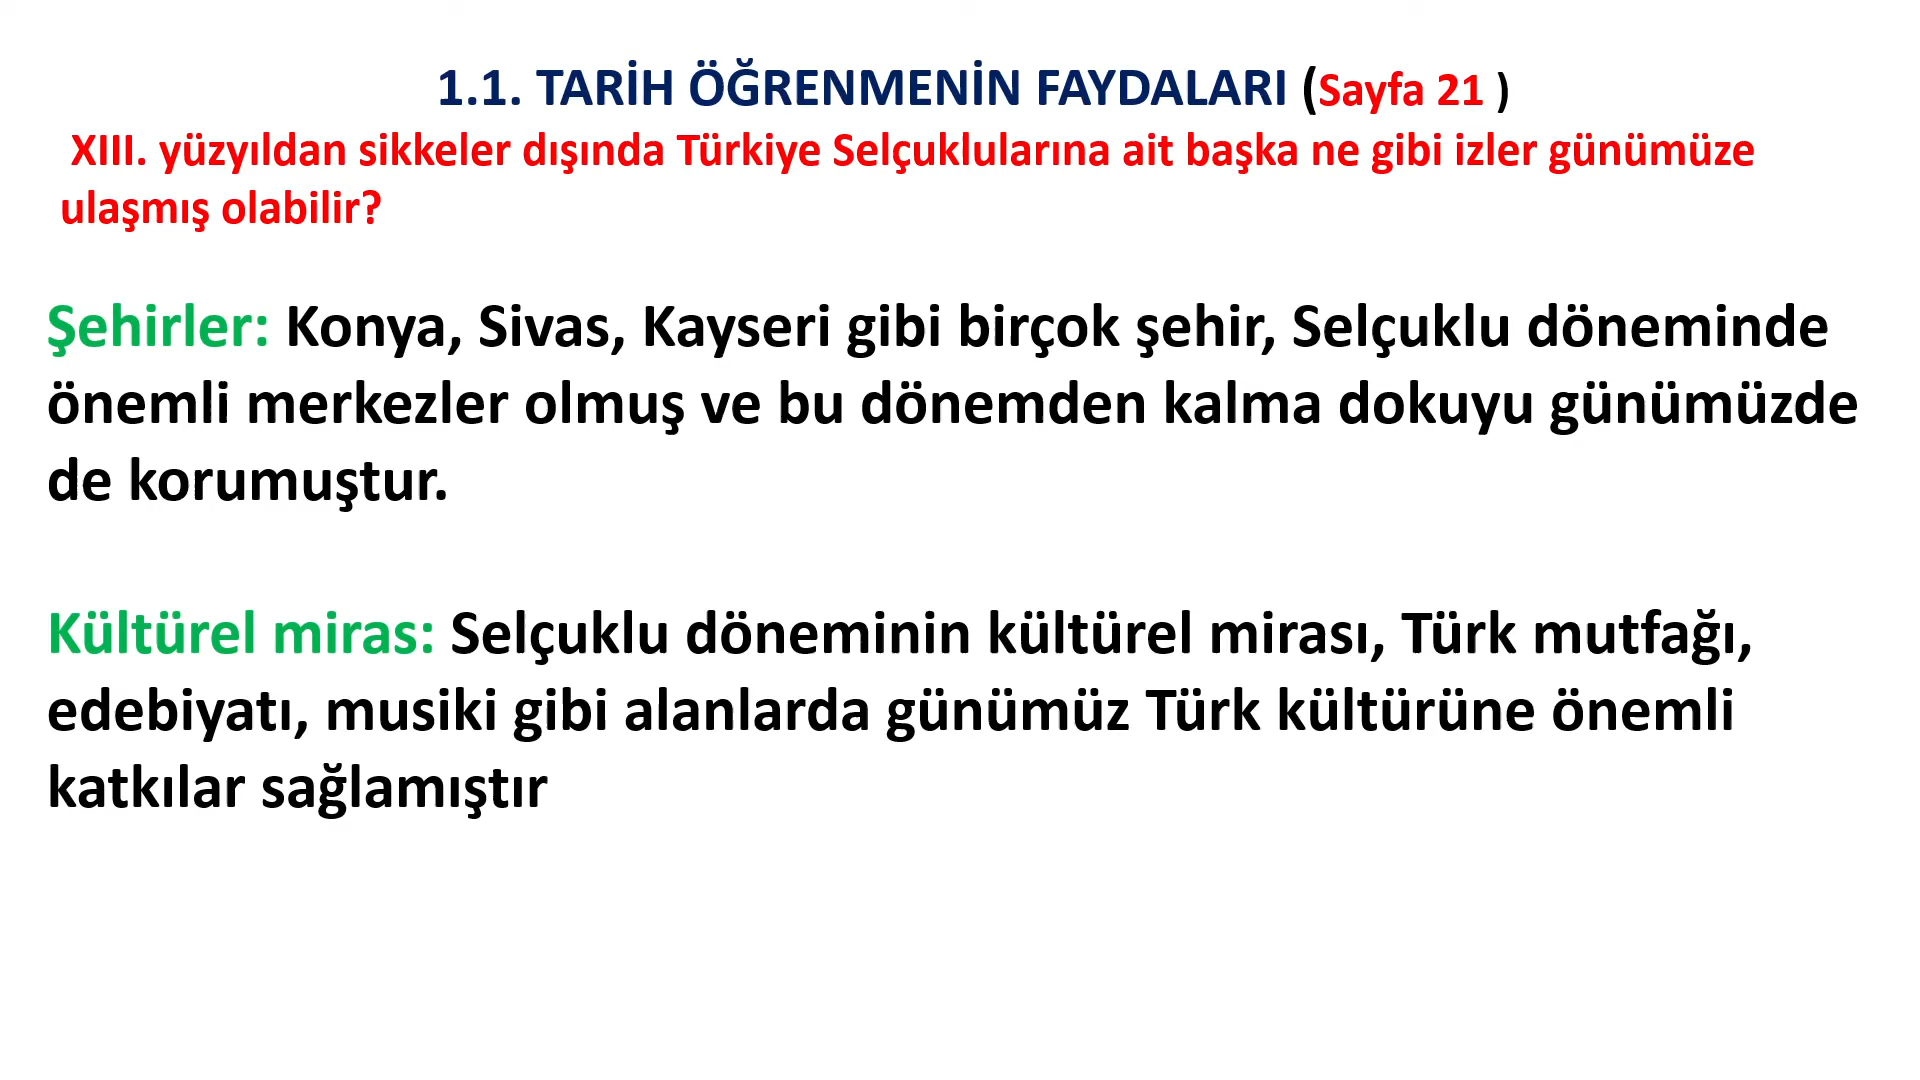 1.1. TARİH ÖĞRENMENİN FAYDALARI (Sayfa 21 )
XIII. yüzyıldan sikkeler dışında Türkiye Selçuklularına ait başka ne gibi izler günümüze
ulaşmış olabilir?
Şehirler: Konya, Sivas, Kayseri gibi birçok şehir, Selçuklu döneminde
önemli merkezler olmuş ve bu dönemden kalma dokuyu günümüzde
de korumuştur.
Kültürel miras: Selçuklu döneminin kültürel mirası, Türk mutfağı,
edebiyatı, musiki gibi alanlarda günümüz Türk kültürüne önemli
katkılar sağlamıştır